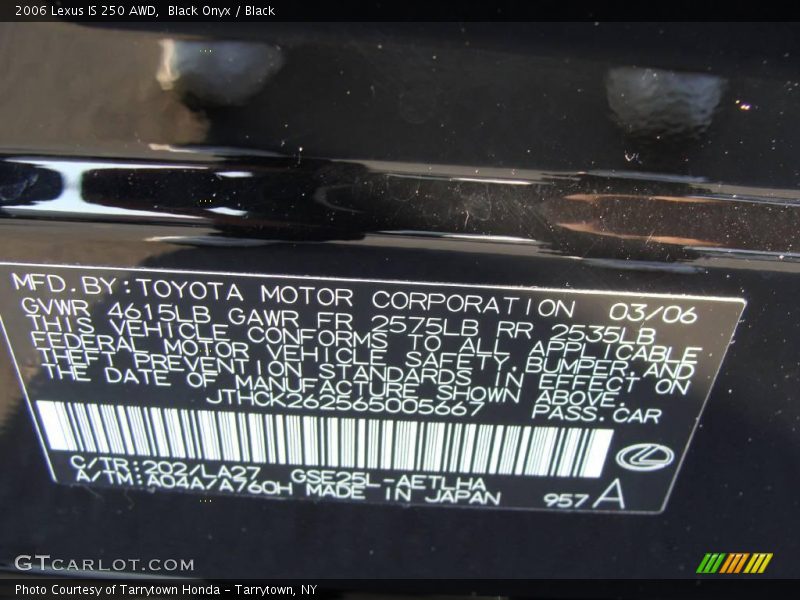 2006 Lexus IS 250 AWD, Black Onyx / Black
MFD.BY:TOYOTA MOTOR CORPORATION 03/06
GVWR 4615LB GAWR FR 2575LB RR 2535LB
THIS VEHICLE CONFORMS TO ALL APPLICABLE
FEDERAL MOTOR VEHICLE SAFETY,BUMPER,AND
THEFT PREVENTION STANDARDS IN EFFECT ON
THE DATE OF MANUFACTURE SHOWN ABOVE.
JTHCK262565005667 PASS.CAR
C/TR:202/LA27 GSE25L-AETLHA
A/TM:A04A/A760H MADE IN JAPAN 957A
GTCARLOT.COM
Photo Courtesy of Tarrytown Honda - Tarrytown, NY